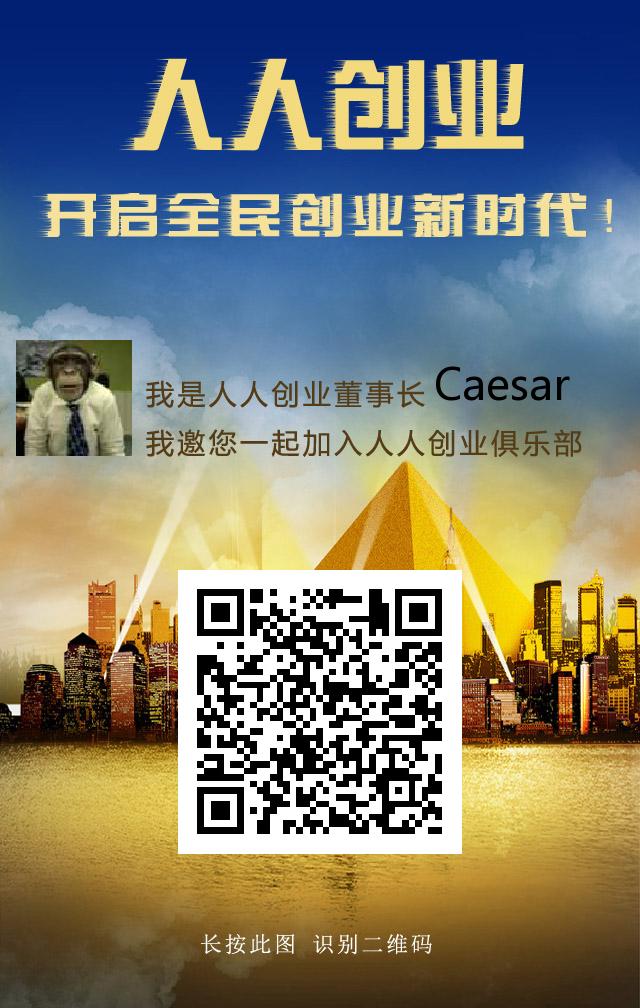 人人创业
开启全民创业新时代!
我是人人创业董事长 Caesar
我邀您一起加入人人创业俱乐部
长按此图 识别二维码